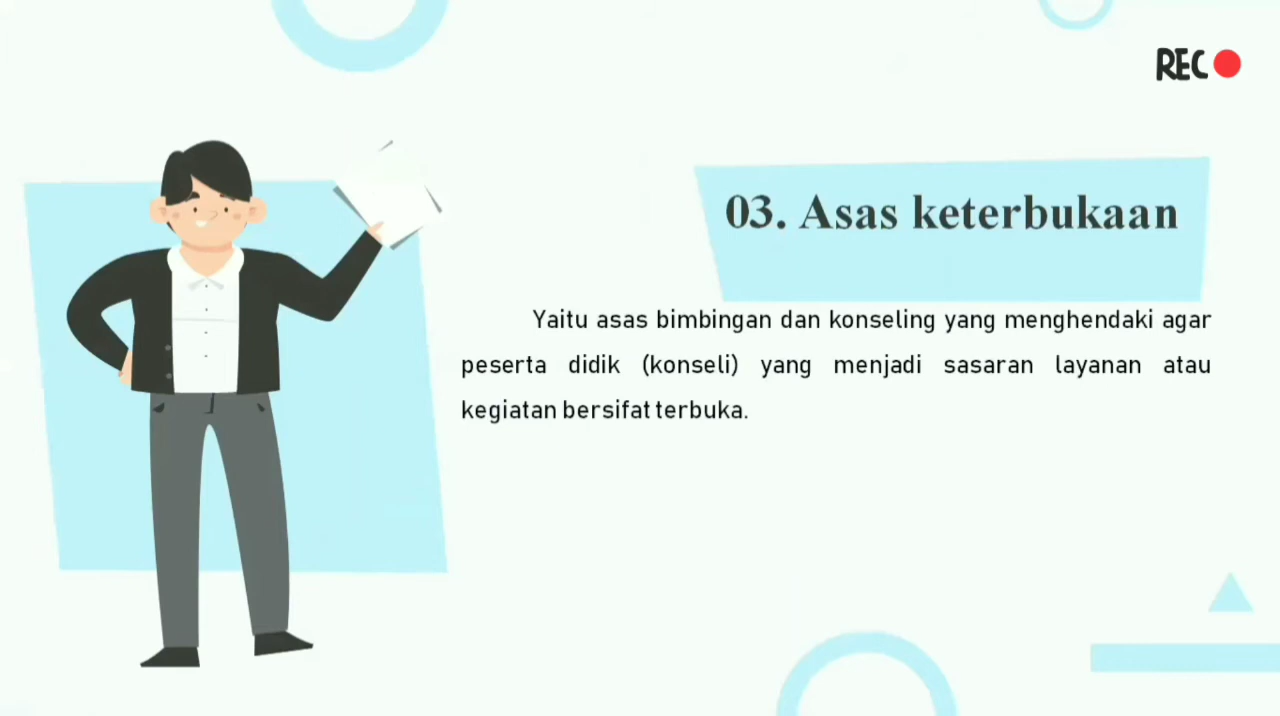 REC
03. Asas keterbukaan
Yaitu asas bimbingan dan konseling yang menghendaki agar
peserta didik (konseli) yang menjadi sasaran layanan atau
kegiatan bersifat terbuka.